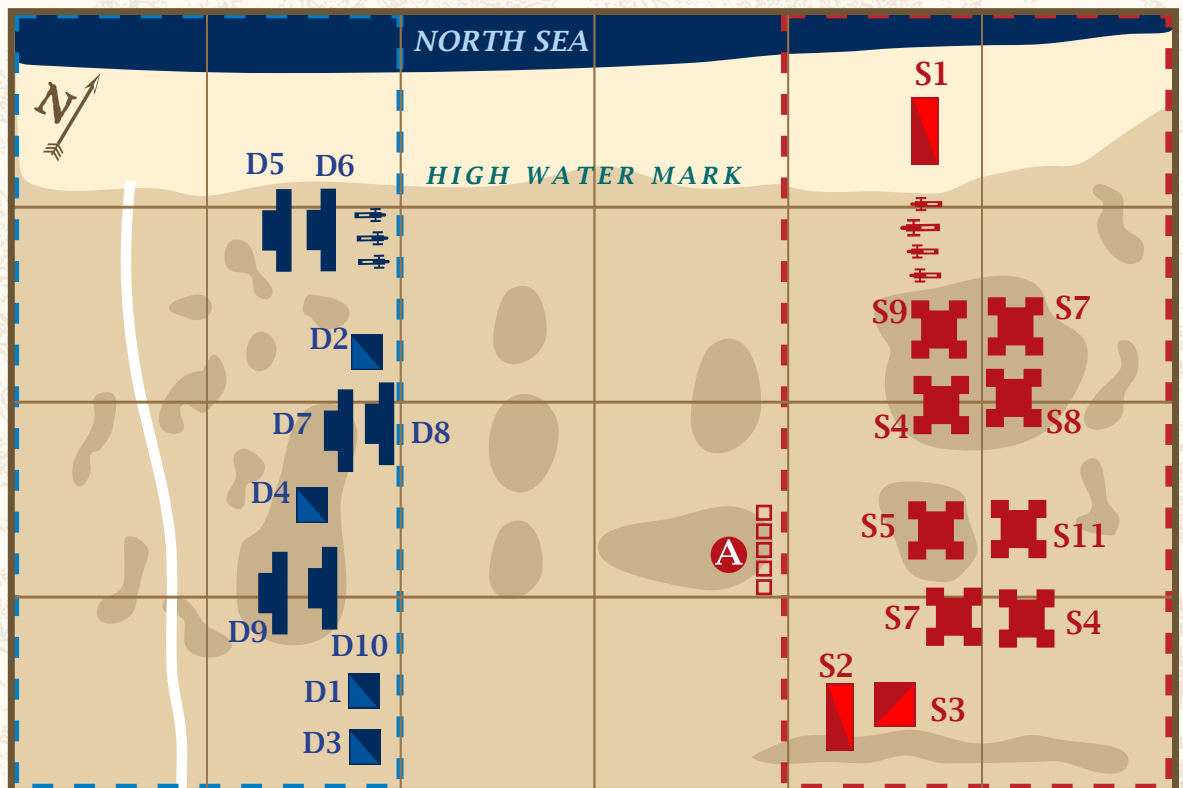 NORTH SEA
S1
N
D5 D6
HIGH WATER MARK
S9 S7
D2
D7 D8
S4 S8
D4
S5 S11
A
D9 D10
S7 S4
S2
D1 S3
D3